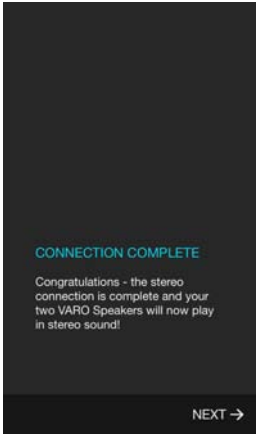 CONNECTION COMPLETE
Congratulations - the stereo
connection is complete and your
two VARO Speakers will now play
in stereo sound!
NEXT →